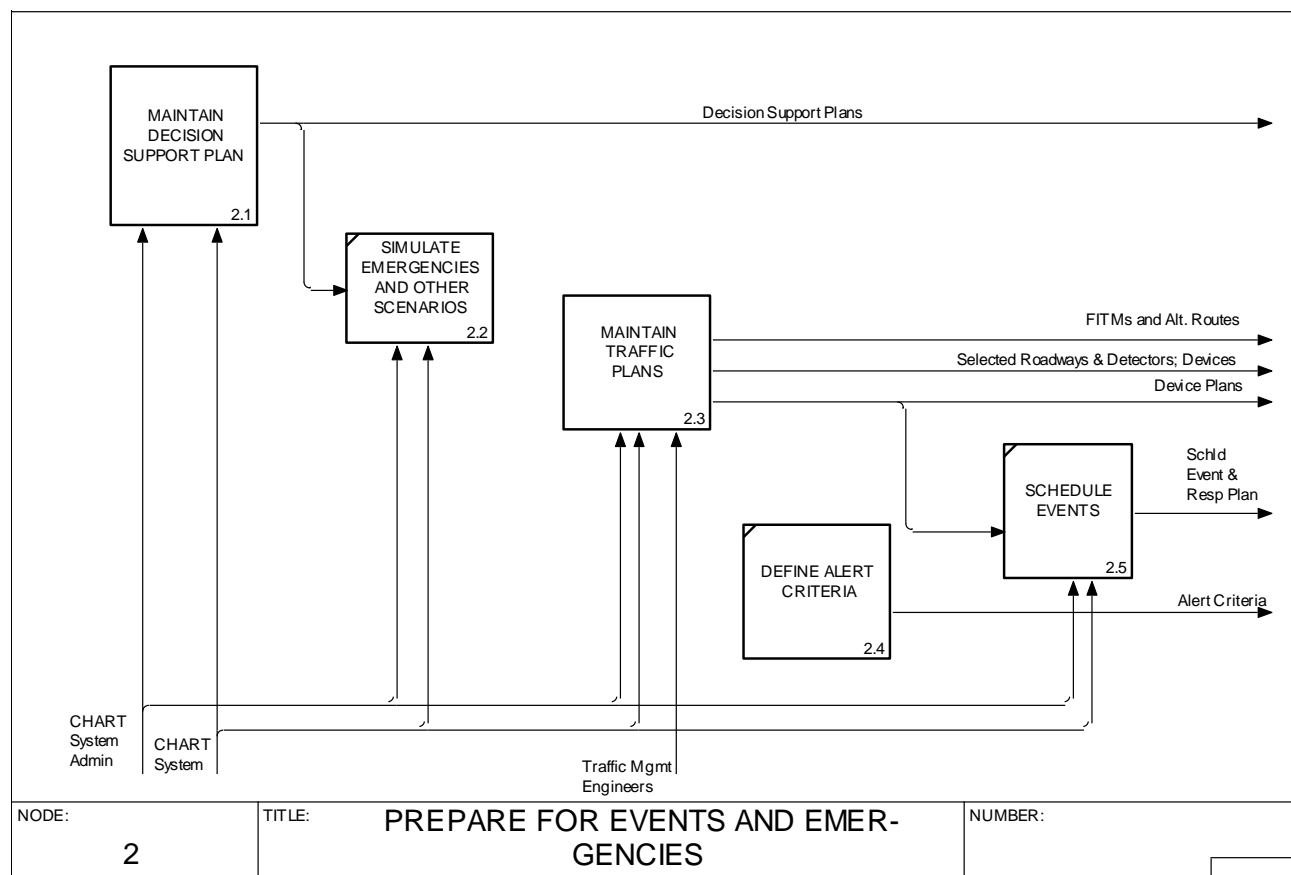 MAINTAIN
DECISION
SUPPORT PLAN
2.1
Decision Support Plans
SIMULATE
EMERGENCIES
AND OTHER
SCENARIOS
2.2
MAINTAIN
TRAFFIC
PLANS
2.3
FITMs and Alt. Routes
Selected Roadways & Detectors; Devices
Device Plans
SCHEDULE
EVENTS
2.5
Schld
Event &
Resp Plan
DEFINE ALERT
CRITERIA
2.4
Alert Criteria
CHART
System
Admin
CHART
System
Traffic Mgmt
Engineers
NODE:
2
TITLE:
PREPARE FOR EVENTS AND EMER-
GENCIES
NUMBER: